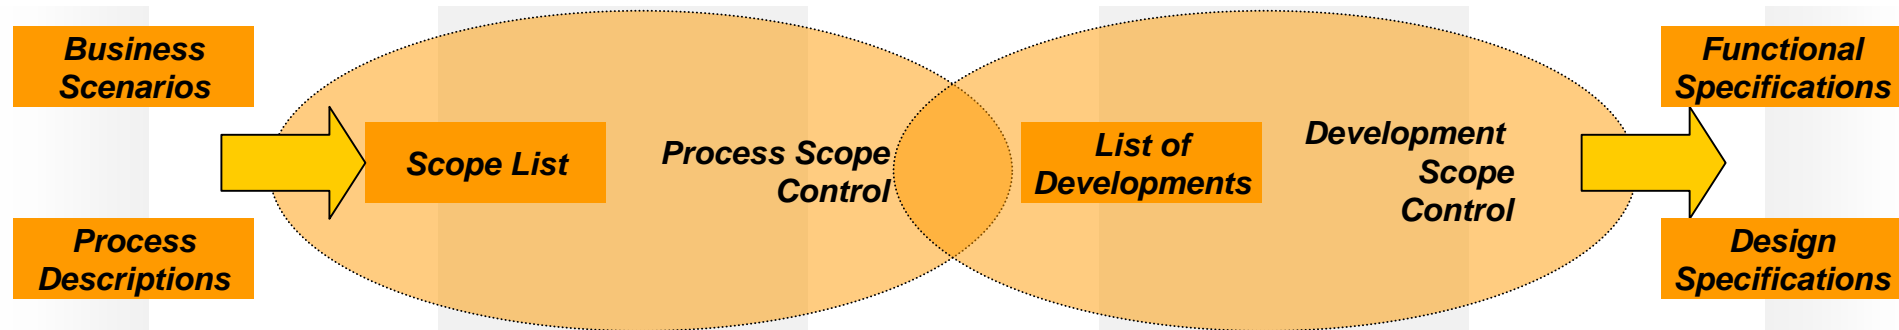 Business
Scenarios
Process
Descriptions
Scope List
Process Scope
Control
List of
Developments
Development
Scope
Control
Functional
Specifications
Design
Specifications